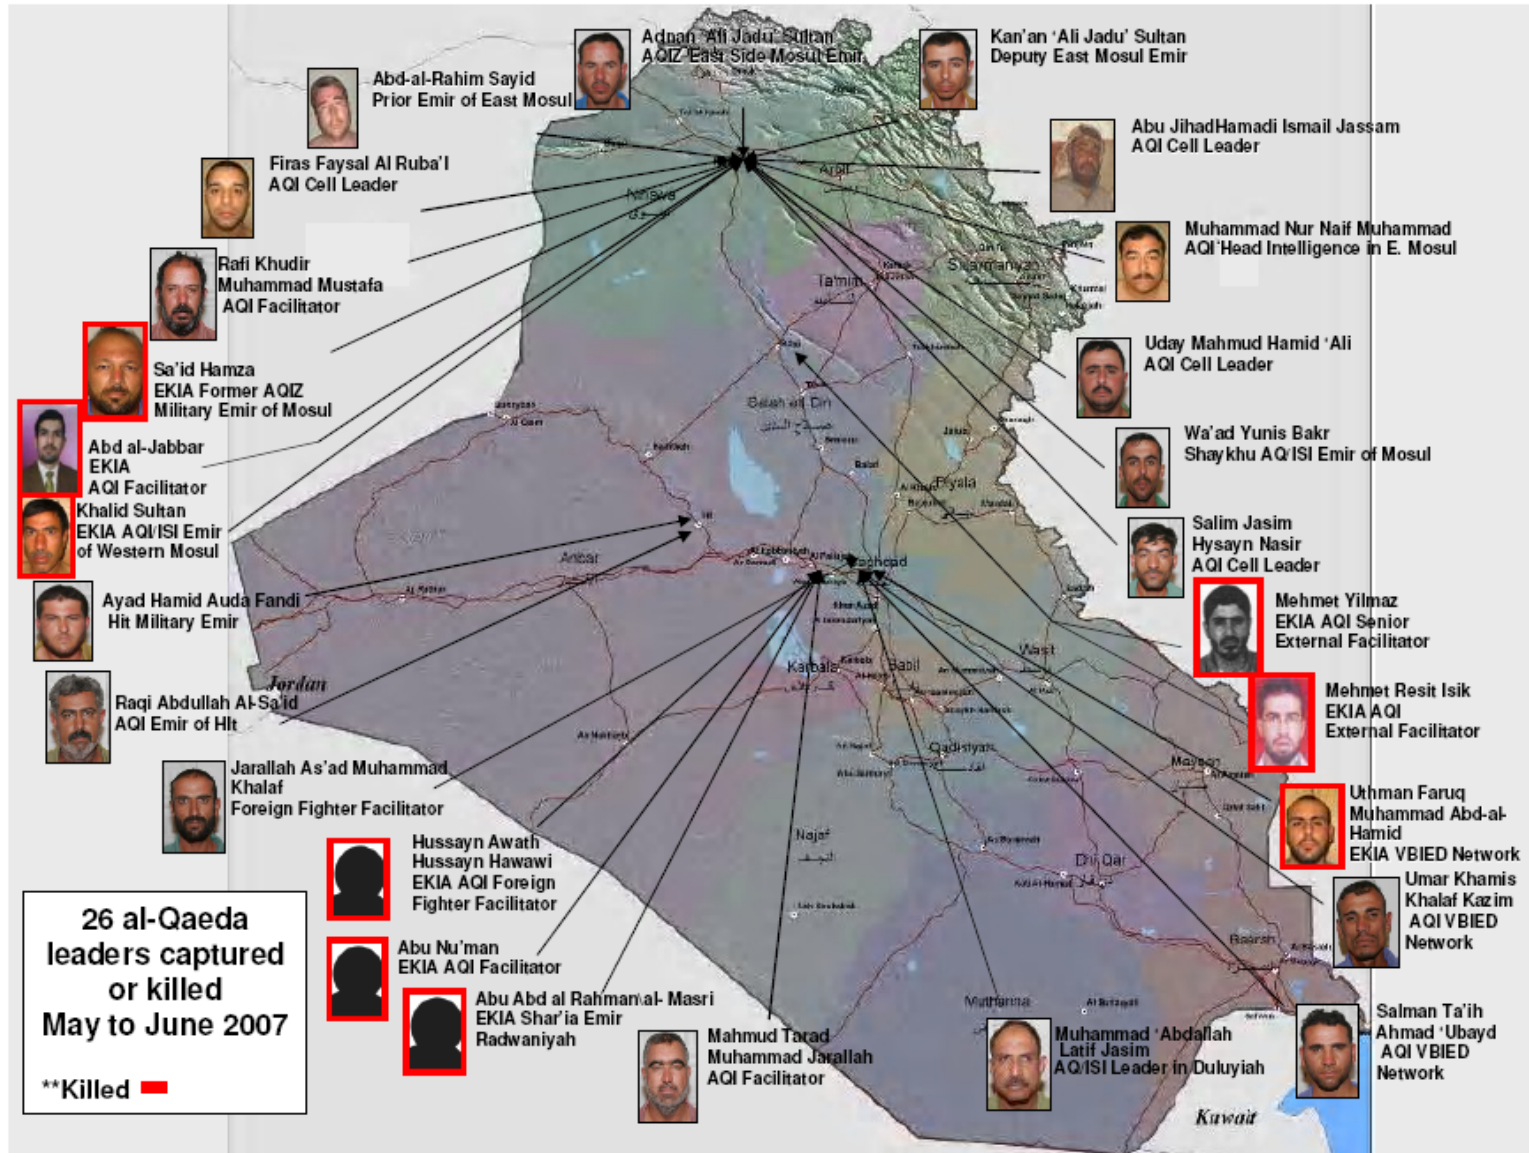 Adnan 'Ali Jadu' Sultan
AQIZ East Side Mosul Emir
Kan'an 'Ali Jadu' Sultan
Deputy East Mosul Emir
Abd-al-Rahim Sayid
Prior Emir of East Mosul
Abu JihadHamadi Ismail Jassam
AQI Cell Leader
Firas Faysal Al Ruba'I
AQI Cell Leader
Muhammad Nur Naif Muhammad
AQI Head Intelligence in E. Mosul
Rafi Khudir
Muhammad Mustafa
AQI Facilitator
Uday Mahmud Hamid 'Ali
AQI Cell Leader
Sa'id Hamza
EKIA Former AQIZ
Military Emir of Mosul
Wa'ad Yunis Bakr
Shaykhu AQ/ISI Emir of Mosul
Abd al-Jabbar
EKIA
AQI Facilitator
Khalid Sultan
EKIA AQI/ISI Emir
of Western Mosul
Salim Jasim
Hysayn Nasir
AQI Cell Leader
Ayad Hamid Auda Fandi
Hit Military Emir
Mehmet Yilmaz
EKIA AQI Senior
External Facilitator
Raqi Abdullah Al-Sa'id
AQI Emir of HIt
Mehmet Resit Isik
EKIA AQI
External Facilitator
Jarallah As'ad Muhammad
Khalaf
Foreign Fighter Facilitator
Uthman Faruq
Muhammad Abd-al-
Hamid
EKIA VBIED Network
Hussayn Awath
Hussayn Hawawi
EKIA AQI Foreign
Fighter Facilitator
Umar Khamis
Khalaf Kazim
AQI VBIED
Network
Abu Nu'man
EKIA AQI Facilitator
Abu Abd al Rahman\al- Masri
EKIA Shar'ia Emir
Radwaniyah
Mahmud Tarad
Muhammad Jarallah
AQI Facilitator
Muhammad 'Abdallah
Latif Jasim
AQ/ISI Leader in Duluyiah
Salman Ta'ih
Ahmad 'Ubayd
AQI VBIED
Network
26 al-Qaeda
leaders captured
or killed
May to June 2007
**Killed
Ninawa
Arbil
Ta'mim
Sulaymaniyah
Salah ad Din
Diyala
Anbar
Baghdad
Jordan
Karbala
Babil
Wasit
Qadisiyah
Maysan
Najaf
Dhi Qar
Basrah
Muthanna
Kuwait
Al Qaim
Samarra
Balad
Hit